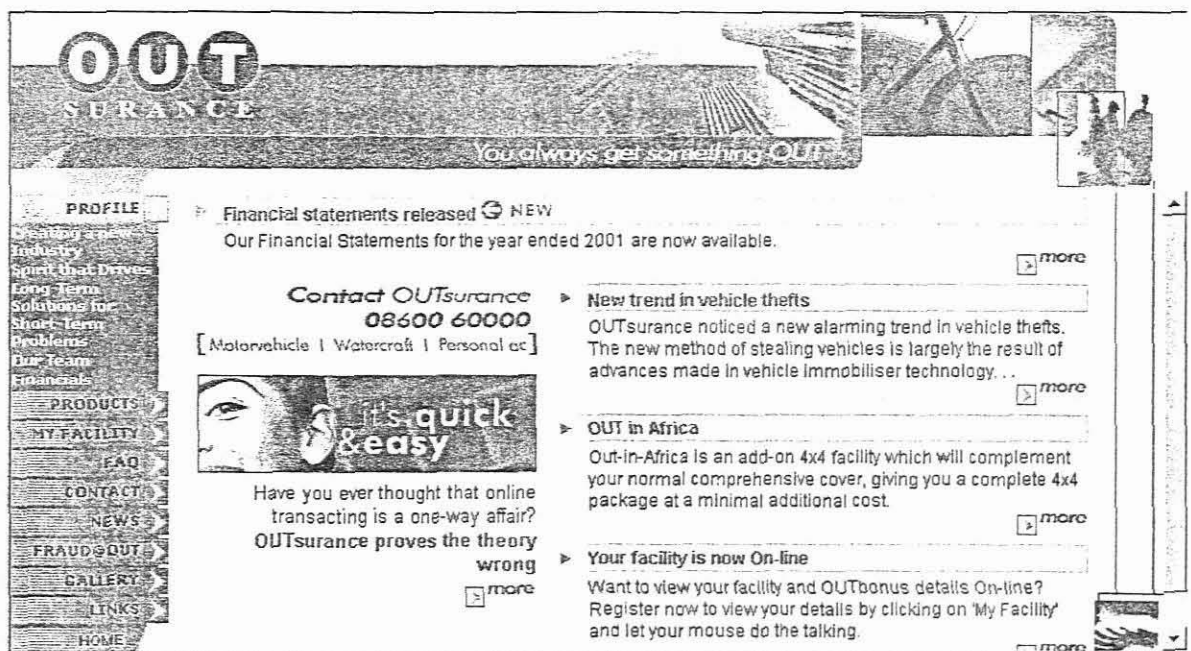 OUT
SURANCE
You always get something OUT
PROFILE
Creating a new
Industry
Spirit that Drives
Long Term
Solutions for
Short Term
Problems
Our Team
Financials
PRODUCTS
MY FACILITY
FAQ
CONTACT
NEWS
FRAUD@OUT
GALLERY
LINKS
HOME
Financial statements released NEW
Our Financial Statements for the year ended 2001 are now available.
more
Contact OUTsurance
08600 60000
[ Motorvehicle | Watercraft | Personal ac ]
it's quick
&easy
Have you ever thought that online
transacting is a one-way affair?
OUTsurance proves the theory
wrong
more
New trend in vehicle thefts
OUTsurance noticed a new alarming trend in vehicle thefts.
The new method of stealing vehicles is largely the result of
advances made in vehicle immobiliser technology. . .
more
OUT in Africa
Out-in-Africa is an add-on 4x4 facility which will complement
your normal comprehensive cover, giving you a complete 4x4
package at a minimal additional cost.
more
Your facility is now On-line
Want to view your facility and OUTbonus details On-line?
Register now to view your details by clicking on 'My Facility'
and let your mouse do the talking.
more